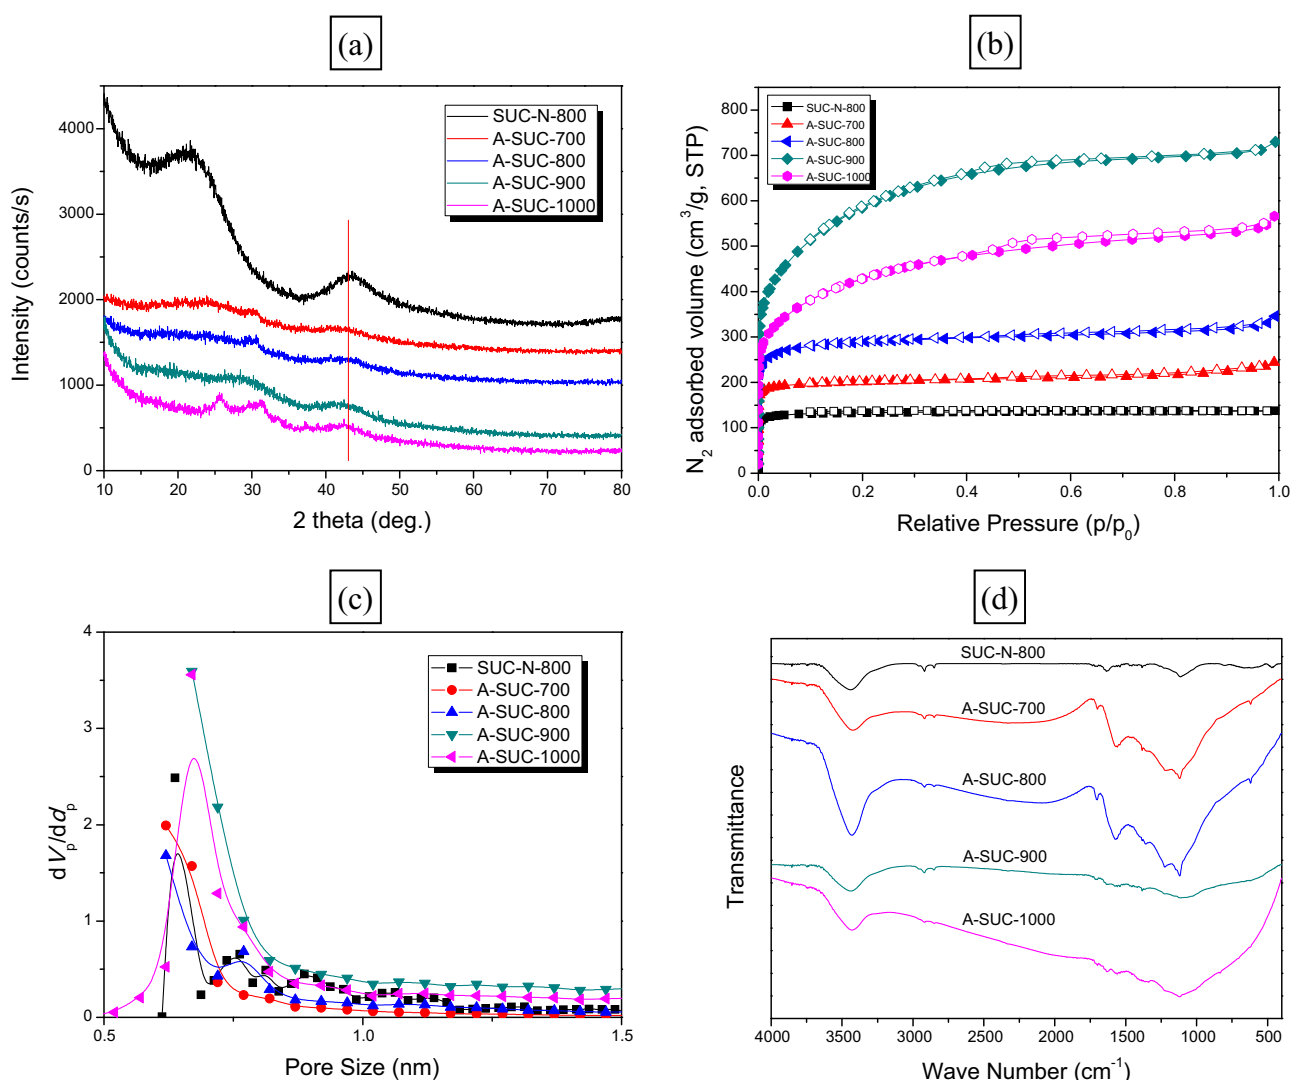 (a)
Intensity (counts/s)
4000
3000
2000
1000
0
SUC-N-800
A-SUC-700
A-SUC-800
A-SUC-900
A-SUC-1000
10 20 30 40 50 60 70 80
2 theta (deg.)
(b)
N₂ adsorbed volume (cm³/g, STP)
800
700
600
500
400
300
200
100
0
SUC-N-800
A-SUC-700
A-SUC-800
A-SUC-900
A-SUC-1000
0.0 0.2 0.4 0.6 0.8 1.0
Relative Pressure (p/p₀)
(c)
dVₚ/ddₚ
4
3
2
1
0
SUC-N-800
A-SUC-700
A-SUC-800
A-SUC-900
A-SUC-1000
0.5 1.0 1.5
Pore Size (nm)
(d)
Transmittance
SUC-N-800
A-SUC-700
A-SUC-800
A-SUC-900
A-SUC-1000
4000 3500 3000 2500 2000 1500 1000 500
Wave Number (cm⁻¹)